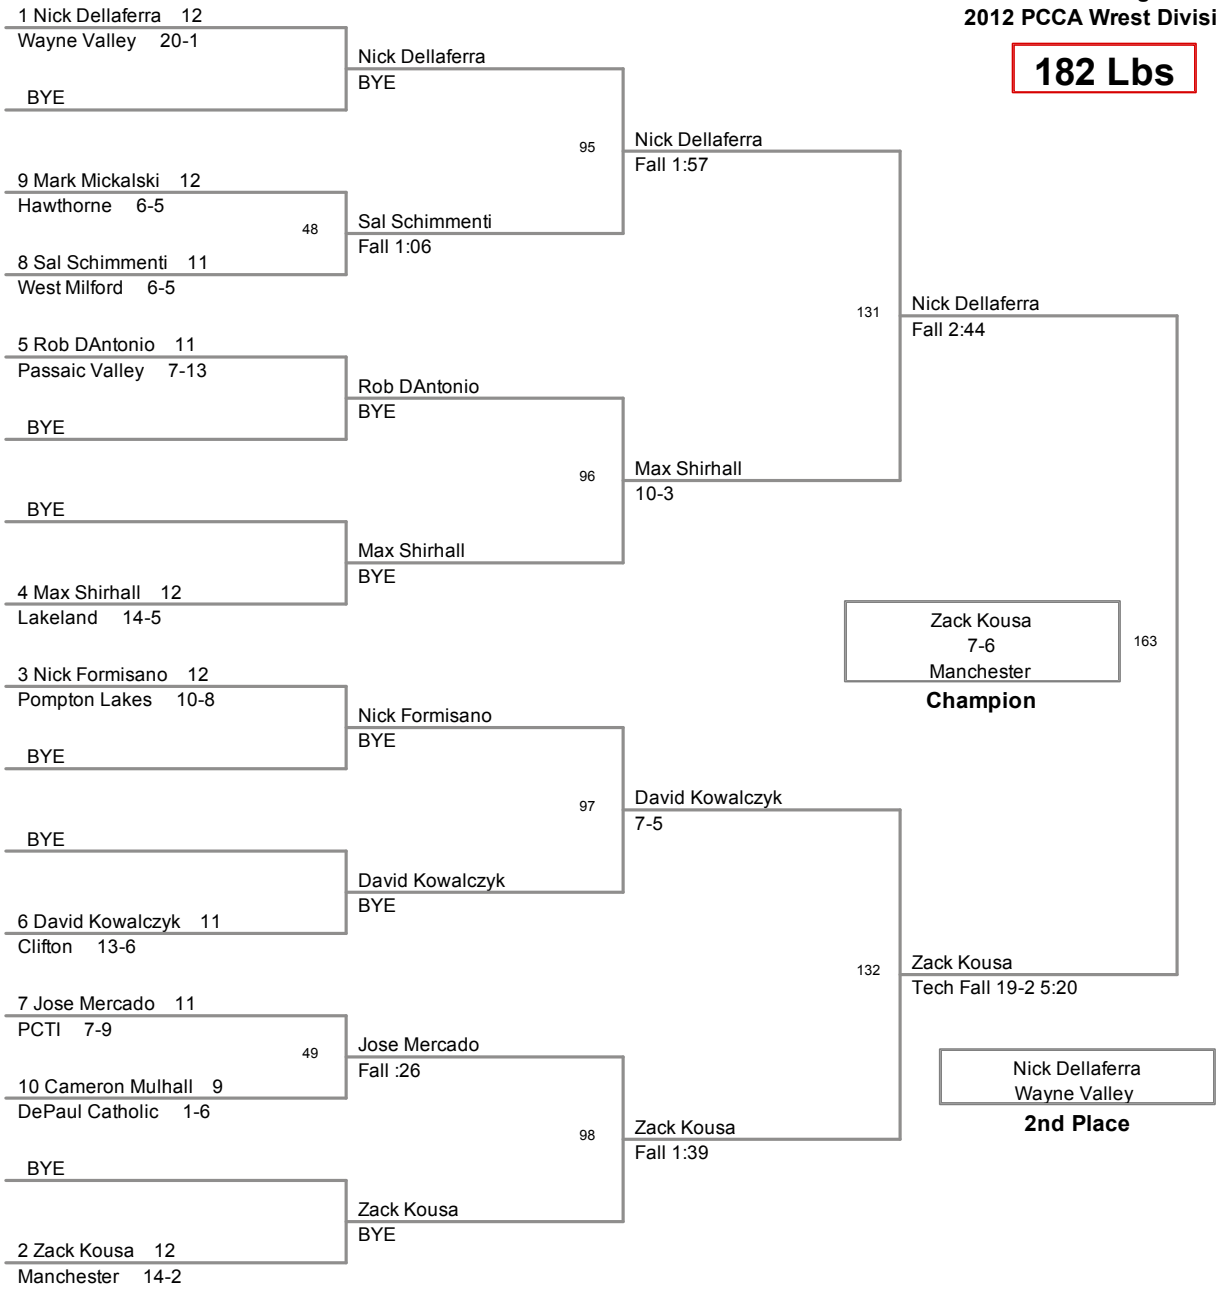 2012 PCCA Wrest Divisi
182 Lbs
1 Nick Dellaferra 12
Wayne Valley 20-1
BYE
9 Mark Mickalski 12
Hawthorne 6-5
48
8 Sal Schimmenti 11
West Milford 6-5
5 Rob DAntonio 11
Passaic Valley 7-13
BYE
BYE
4 Max Shirhall 12
Lakeland 14-5
3 Nick Formisano 12
Pompton Lakes 10-8
BYE
BYE
6 David Kowalczyk 11
Clifton 13-6
7 Jose Mercado 11
PCTI 7-9
49
10 Cameron Mulhall 9
DePaul Catholic 1-6
BYE
2 Zack Kousa 12
Manchester 14-2
Nick Dellaferra
BYE
95
Sal Schimmenti
Fall 1:06
Rob DAntonio
BYE
96
Max Shirhall
BYE
Nick Formisano
BYE
97
David Kowalczyk
BYE
Jose Mercado
Fall :26
98
Zack Kousa
BYE
Nick Dellaferra
Fall 1:57
131
Max Shirhall
10-3
David Kowalczyk
7-5
132
Zack Kousa
Fall 1:39
Nick Dellaferra
Fall 2:44
163
Zack Kousa
Tech Fall 19-2 5:20
Zack Kousa
7-6
Manchester
Champion
Nick Dellaferra
Wayne Valley
2nd Place